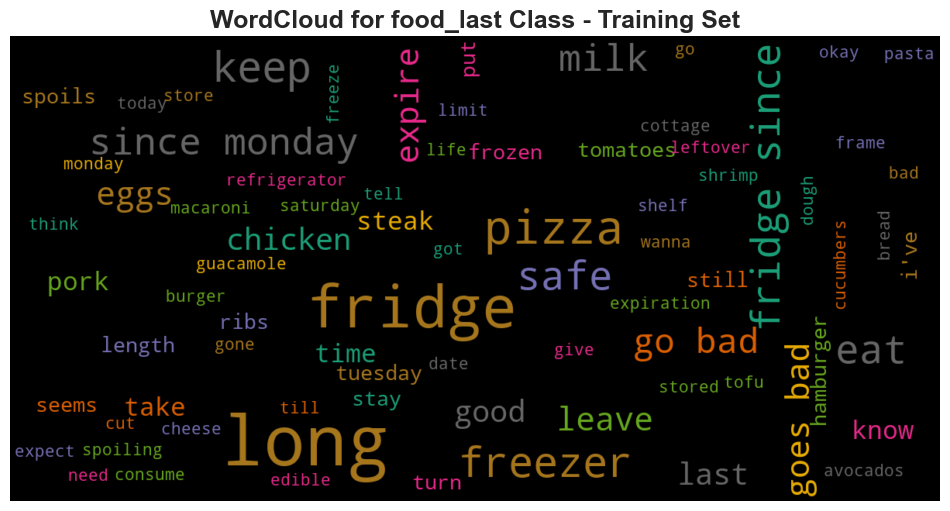 WordCloud for food_last Class - Training Set
keep
milk
go
okay
pasta
put
expire
fridge since
freeze
spoils
today
store
limit
since monday
cottage
frame
life
frozen
tomatoes
leftover
monday
refrigerator
shrimp
bad
eggs
macaroni
saturday
tell
steak
shelf
dough
think
chicken
got
pizza
wanna
cucumbers
bread
i've
guacamole
pork
safe
still
burger
fridge
expiration
ribs
length
gone
time
give
go bad
eat
hamburger
goes bad
tuesday
date
stored
tofu
seems
take
till
stay
good
leave
cut
cheese
long
know
expect
spoiling
freezer
last
avocados
need
consume
edible
turn